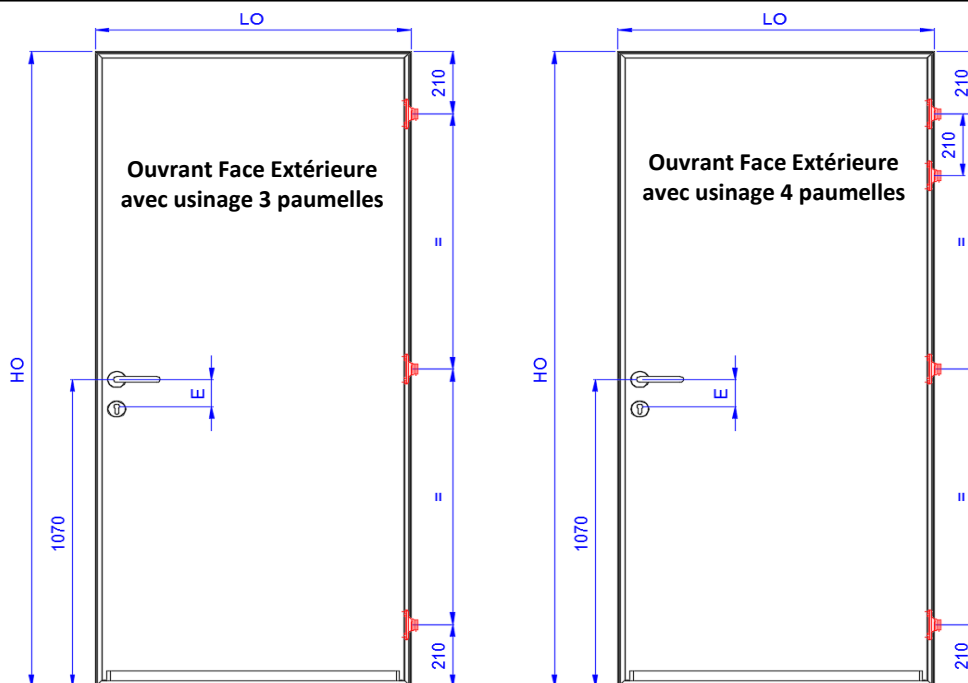 LO
210
Ouvrant Face Extérieure
avec usinage 3 paumelles
=
HO
E
1070
=
210
LO
210
210
Ouvrant Face Extérieure
avec usinage 4 paumelles
=
HO
E
1070
=
210